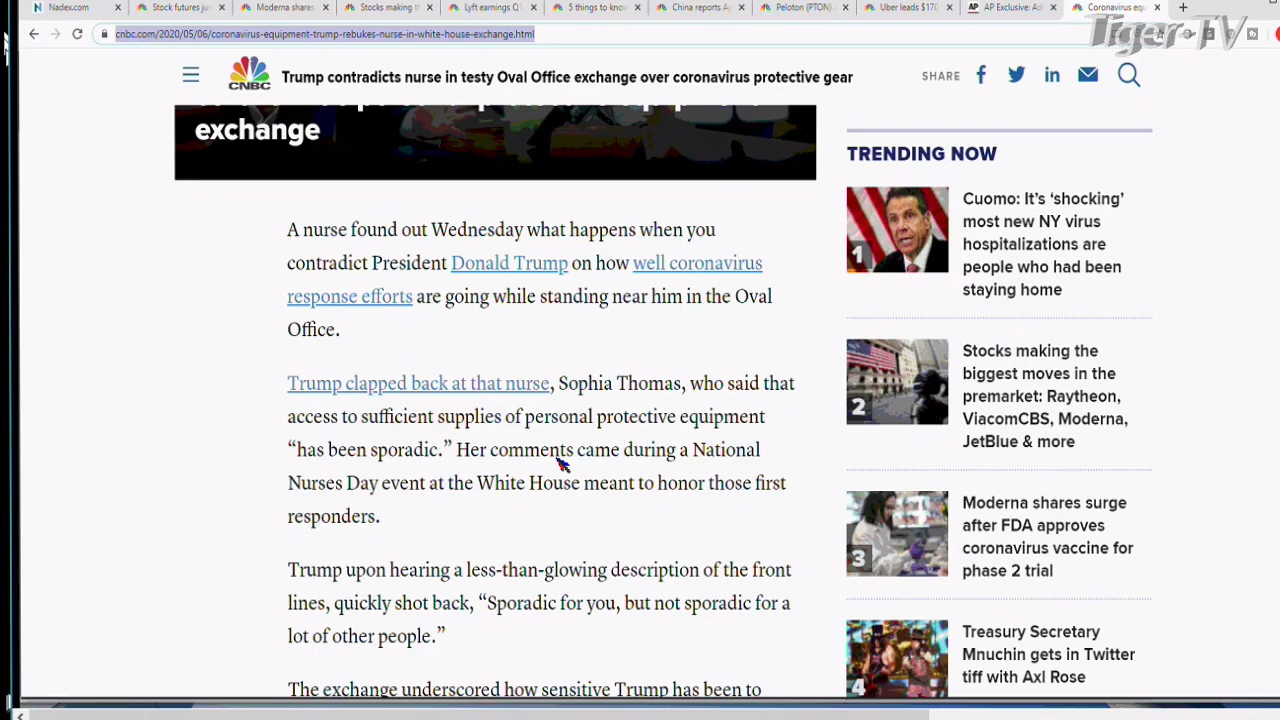 Nadex.com
Stock futures jun
Moderna shares
Stocks making th
Lyft earnings Q1
5 things to know
China reports Ap
Peloton (PTON) e
Uber leads $170
AP Exclusive: Ad
Coronavirus equ
Tiger-TV
cnbc.com/2020/05/06/coronavirus-equipment-trump-rebukes-nurse-in-white-house-exchange.html
CNBC
Trump contradicts nurse in testy Oval Office exchange over coronavirus protective gear
SHARE
exchange
A nurse found out Wednesday what happens when you
contradict President Donald Trump on how well coronavirus
response efforts are going while standing near him in the Oval
Office.
Trump clapped back at that nurse, Sophia Thomas, who said that
access to sufficient supplies of personal protective equipment
“has been sporadic.” Her comments came during a National
Nurses Day event at the White House meant to honor those first
responders.
Trump upon hearing a less-than-glowing description of the front
lines, quickly shot back, “Sporadic for you, but not sporadic for a
lot of other people.”
The exchange underscored how sensitive Trump has been to
TRENDING NOW
1
Cuomo: It’s ‘shocking’
most new NY virus
hospitalizations are
people who had been
staying home
2
Stocks making the
biggest moves in the
premarket: Raytheon,
ViacomCBS, Moderna,
JetBlue & more
3
Moderna shares surge
after FDA approves
coronavirus vaccine for
phase 2 trial
4
Treasury Secretary
Mnuchin gets in Twitter
tiff with Axl Rose